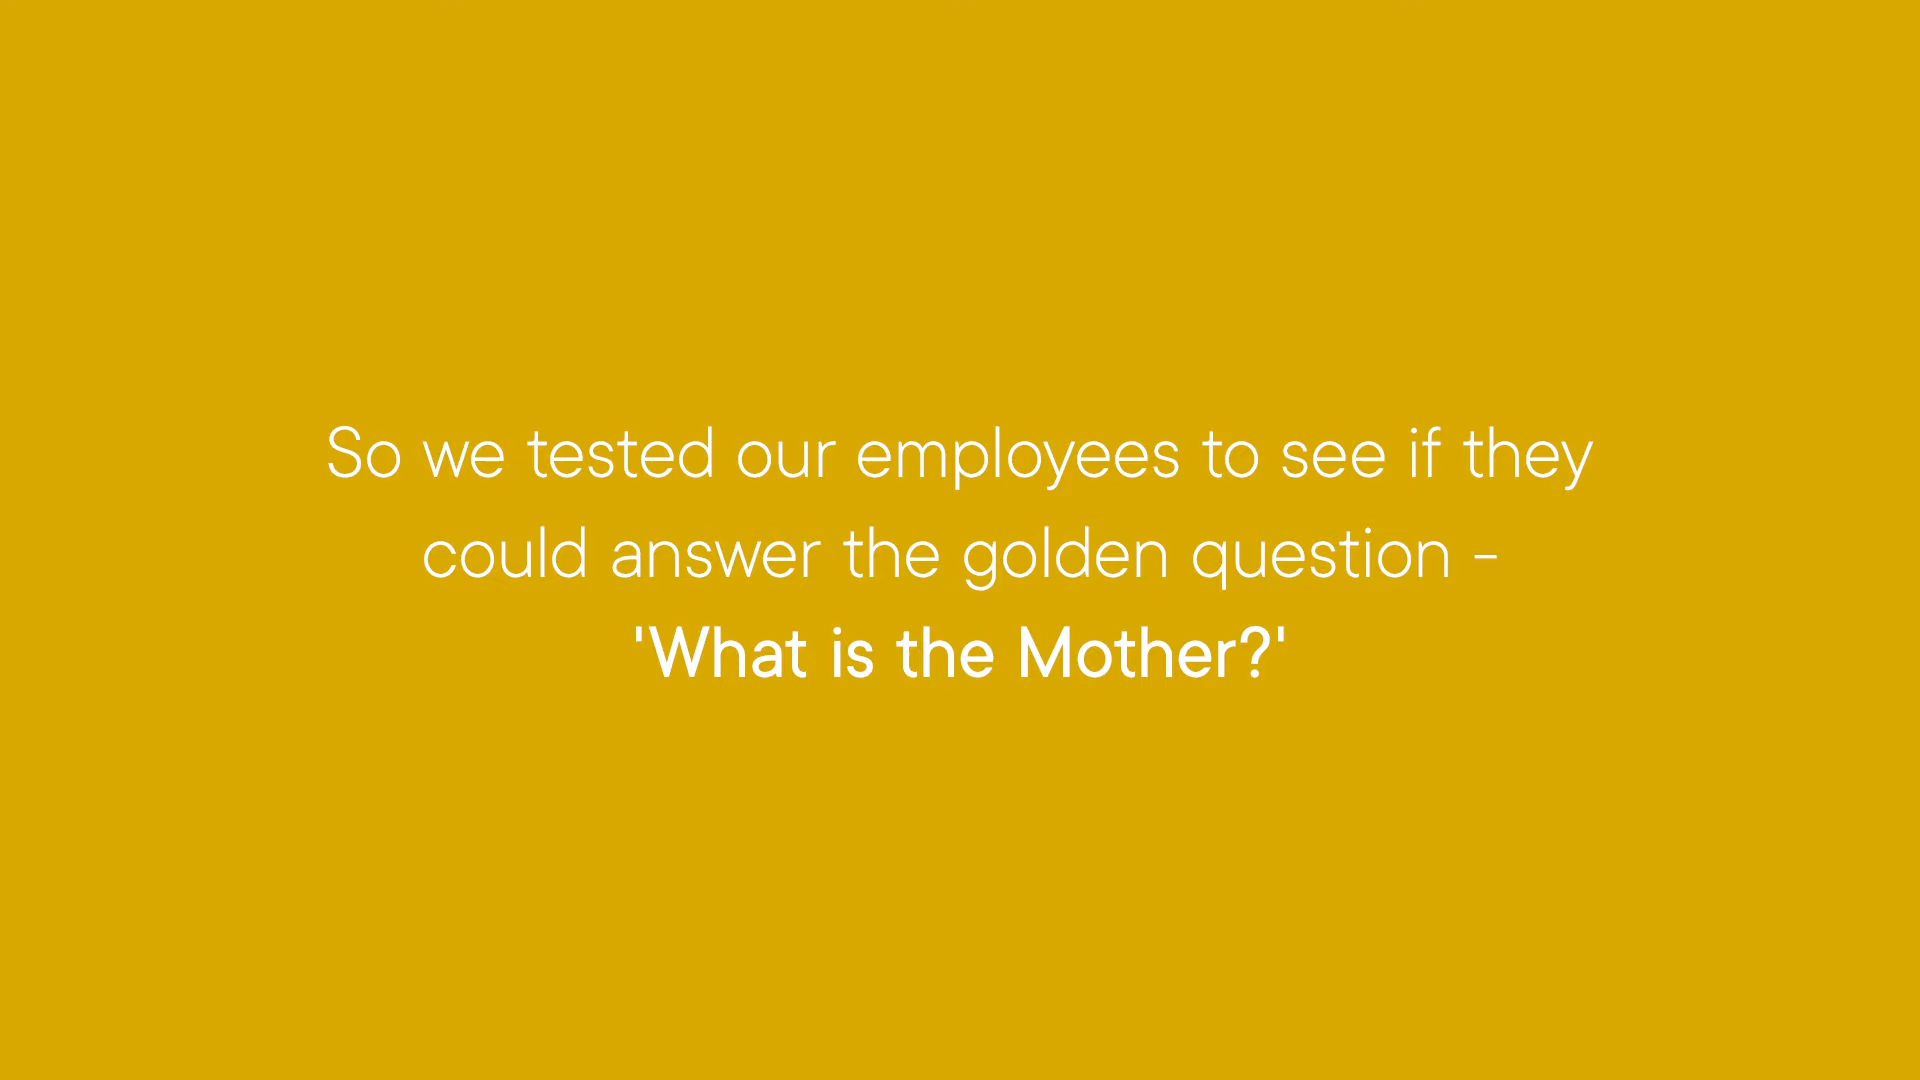 So we tested our employees to see if they
could answer the golden question -
'What is the Mother?'